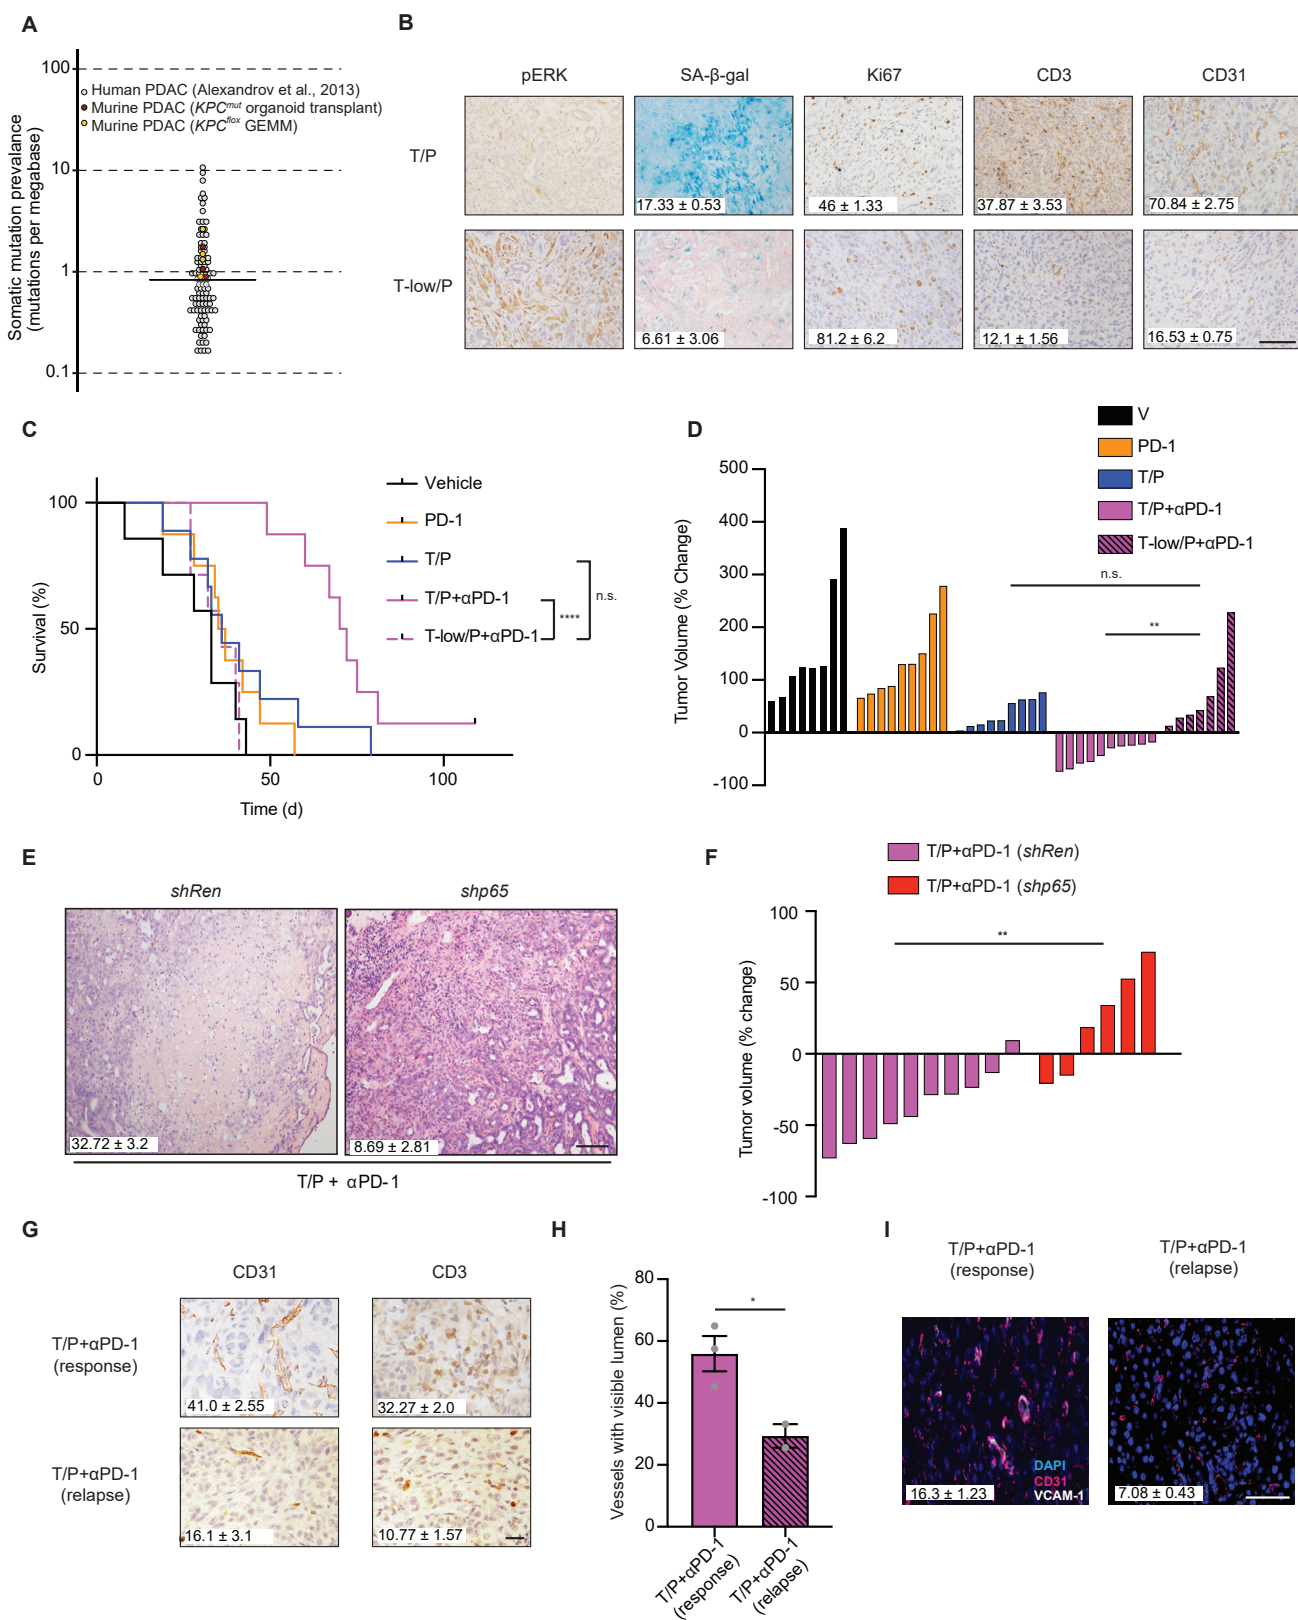 A
Somatic mutation prevalance
(mutations per megabase)
100
10
1
0.1
Human PDAC (Alexandrov et al., 2013)
Murine PDAC (KPCmut organoid transplant)
Murine PDAC (KPCflox GEMM)
B
pERK
SA-β-gal
Ki67
CD3
CD31
T/P
17.33 ± 0.53
46 ± 1.33
37.87 ± 3.53
70.84 ± 2.75
T-low/P
6.61 ± 3.06
81.2 ± 6.2
12.1 ± 1.56
16.53 ± 0.75
C
Survival (%)
100
50
0
0
50
100
Time (d)
Vehicle
PD-1
T/P
T/P+αPD-1
T-low/P+αPD-1
****
n.s.
D
V
PD-1
T/P
T/P+αPD-1
T-low/P+αPD-1
Tumor Volume (% Change)
500
400
300
200
100
0
-100
n.s.
**
E
shRen
shp65
32.72 ± 3.2
8.69 ± 2.81
T/P + αPD-1
F
T/P+αPD-1 (shRen)
T/P+αPD-1 (shp65)
Tumor volume (% change)
100
50
0
-50
-100
**
G
CD31
CD3
T/P+αPD-1
(response)
41.0 ± 2.55
32.27 ± 2.0
T/P+αPD-1
(relapse)
16.1 ± 3.1
10.77 ± 1.57
H
Vessels with visible lumen (%)
80
60
40
20
0
*
T/P+αPD-1
(response)
T/P+αPD-1
(relapse)
I
T/P+αPD-1
(response)
T/P+αPD-1
(relapse)
DAPI
CD31
VCAM-1
16.3 ± 1.23
7.08 ± 0.43